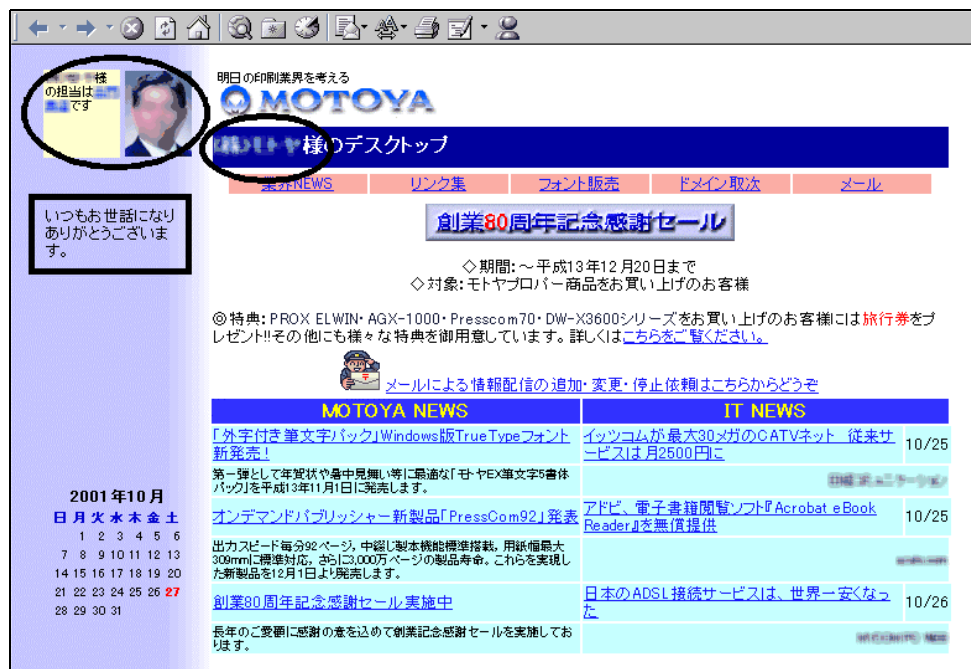 様
の担当は
です
いつもお世話になり
ありがとうございま
す。
2001年10月
日 月 火 水 木 金 土
1 2 3 4 5 6
7 8 9 10 11 12 13
14 15 16 17 18 19 20
21 22 23 24 25 26 27
28 29 30 31
明日の印刷業界を考える
MOTOYA
様のデスクトップ
業界NEWS リンク集 フォント販売 ドメイン取次 メール
創業80周年記念感謝セール
◇期間:～平成13年12月20日まで
◇対象:モトヤプロパー商品をお買い上げのお客様
◎特典:PROX ELWIN・AGX-1000・Presscom70・DW-X3600シリーズをお買い上げのお客様には旅行券をプ
レゼント!!その他にも様々な特典を御用意しています。詳しくはこちらをご覧ください。
メールによる情報配信の追加・変更・停止依頼はこちらからどうぞ
MOTOYA NEWS
「外字付き筆文字パック」Windows版TrueTypeフォント
新発売！
第一弾として年賀状や暑中見舞い等に最適な「モトヤEX筆文字5書体
パック」を平成13年11月1日に発売します。
オンデマンドパブリッシャー新製品「PressCom92」発表
出力スピード毎分92ページ，中綴じ製本機能標準搭載，用紙幅最大
309mmに標準対応，さらに3,000万ページの製品寿命。これらを実現し
た新製品を12月1日より発売します。
創業80周年記念感謝セール実施中
長年のご愛顧に感謝の意を込めて創業記念感謝セールを実施してお
ります。
IT NEWS
イッツコムが最大30メガのCATVネット 従来サ
ービスは月2500円に
10/25
アドビ、電子書籍閲覧ソフト『Acrobat eBook
Reader』を無償提供
10/25
日本のADSL接続サービスは、世界一安くなっ
た
10/26